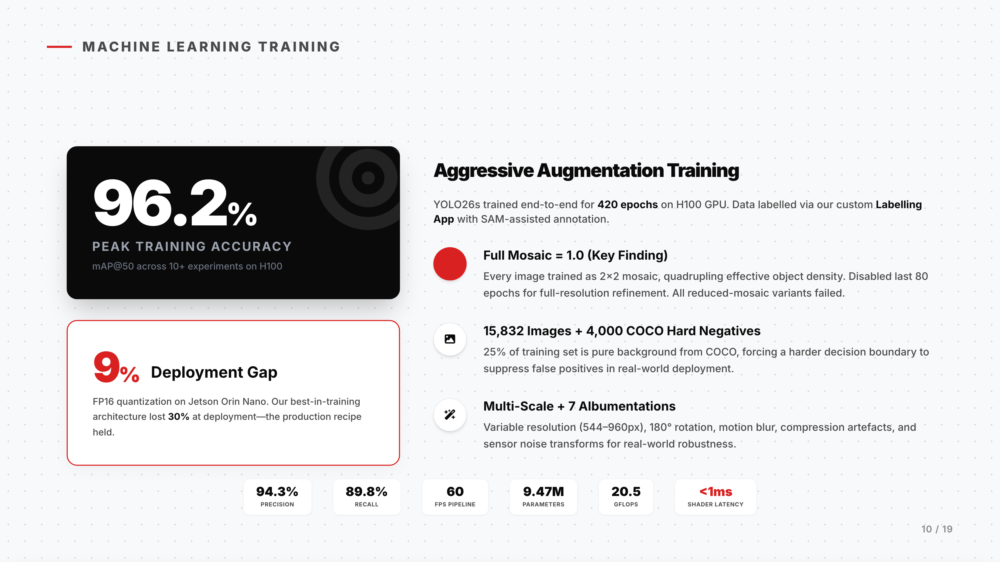 MACHINE LEARNING TRAINING
96.2%
PEAK TRAINING ACCURACY
mAP@50 across 10+ experiments on H100
9% Deployment Gap
FP16 quantization on Jetson Orin Nano. Our best-in-training
architecture lost 30% at deployment—the production recipe
held.
Aggressive Augmentation Training
YOLO26s trained end-to-end for 420 epochs on H100 GPU. Data labelled via our custom Labelling
App with SAM-assisted annotation.
Full Mosaic = 1.0 (Key Finding)
Every image trained as 2×2 mosaic, quadrupling effective object density. Disabled last 80
epochs for full-resolution refinement. All reduced-mosaic variants failed.
15,832 Images + 4,000 COCO Hard Negatives
25% of training set is pure background from COCO, forcing a harder decision boundary to
suppress false positives in real-world deployment.
Multi-Scale + 7 Albumentations
Variable resolution (544–960px), 180° rotation, motion blur, compression artefacts, and
sensor noise transforms for real-world robustness.
94.3%
PRECISION
89.8%
RECALL
60
FPS PIPELINE
9.47M
PARAMETERS
20.5
GFLOPS
<1ms
SHADER LATENCY
10 / 19